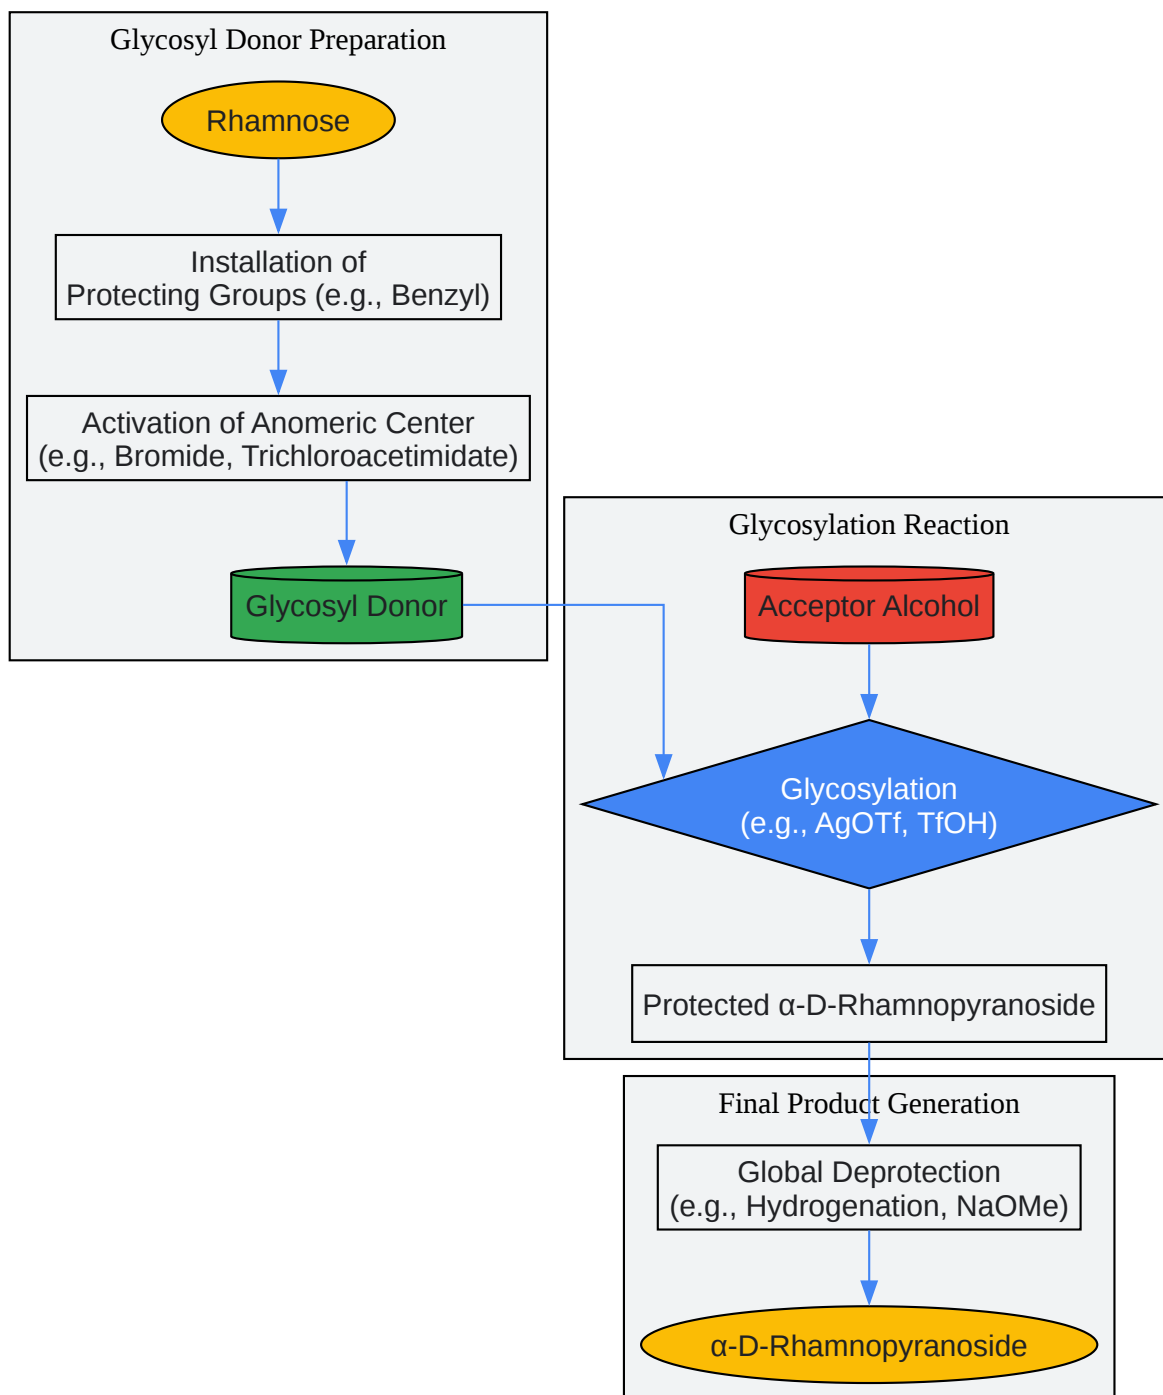 Glycosyl Donor Preparation
Rhamnose
Installation of
Protecting Groups (e.g., Benzyl)
Activation of Anomeric Center
(e.g., Bromide, Trichloroacetimidate)
Glycosyl Donor
Glycosylation Reaction
Acceptor Alcohol
Glycosylation
(e.g., AgOTf, TfOH)
Protected α-D-Rhamnopyranoside
Final Product Generation
Global Deprotection
(e.g., Hydrogenation, NaOMe)
α-D-Rhamnopyranoside